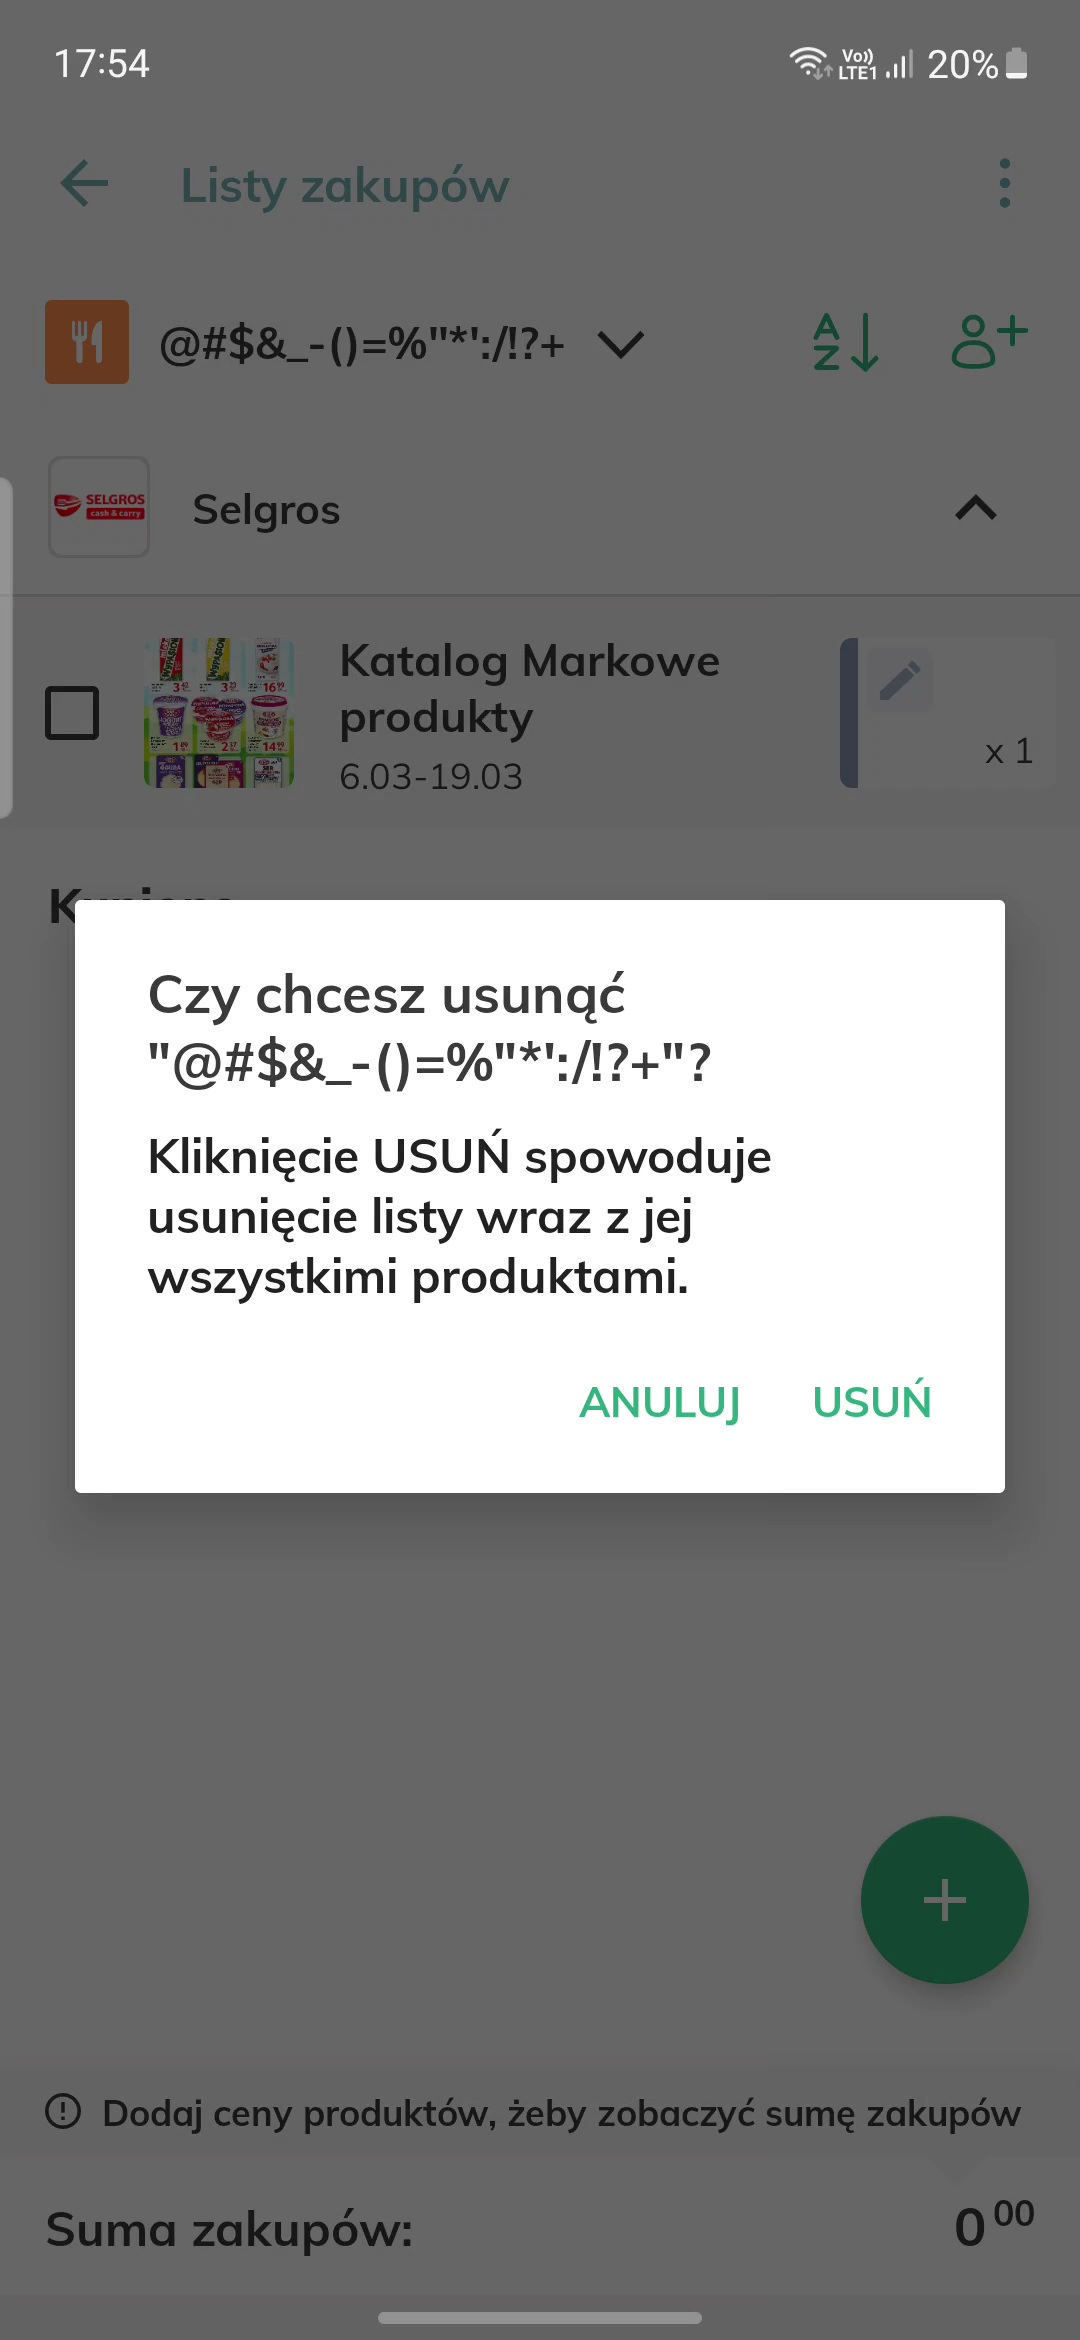 17:54
Vo))
LTE1
20%
Listy zakupów
@#$&_-()=%"*':/!?+
A
Z
SELGROS
cash & carry
Selgros
Katalog Markowe
produkty
6.03-19.03
x 1
Czy chcesz usunąć
"@#$&_-()=%"*':/!?+"?
Kliknięcie USUŃ spowoduje
usunięcie listy wraz z jej
wszystkimi produktami.
ANULUJ USUŃ
Dodaj ceny produktów, żeby zobaczyć sumę zakupów
Suma zakupów: 0 00